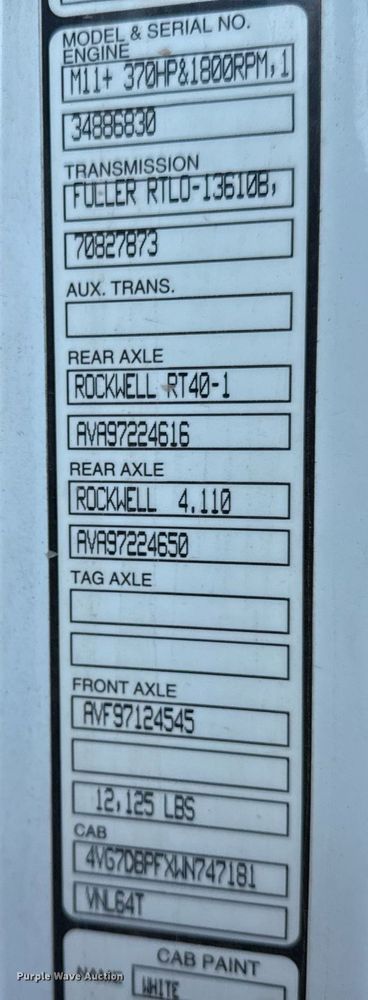 MODEL & SERIAL NO.
ENGINE
M11+ 370HP&1800RPM,1
34886830
TRANSMISSION
FULLER RTLO-13610B,
70827873
AUX. TRANS.
REAR AXLE
ROCKWELL RT40-1
AVA97224616
REAR AXLE
ROCKWELL 4.110
AVA97224650
TAG AXLE
FRONT AXLE
AVF97124545
12,125 LBS
CAB
4VG7DBPFXWN747181
VNL64T
CAB PAINT
WHITE
Purple Wave Auction